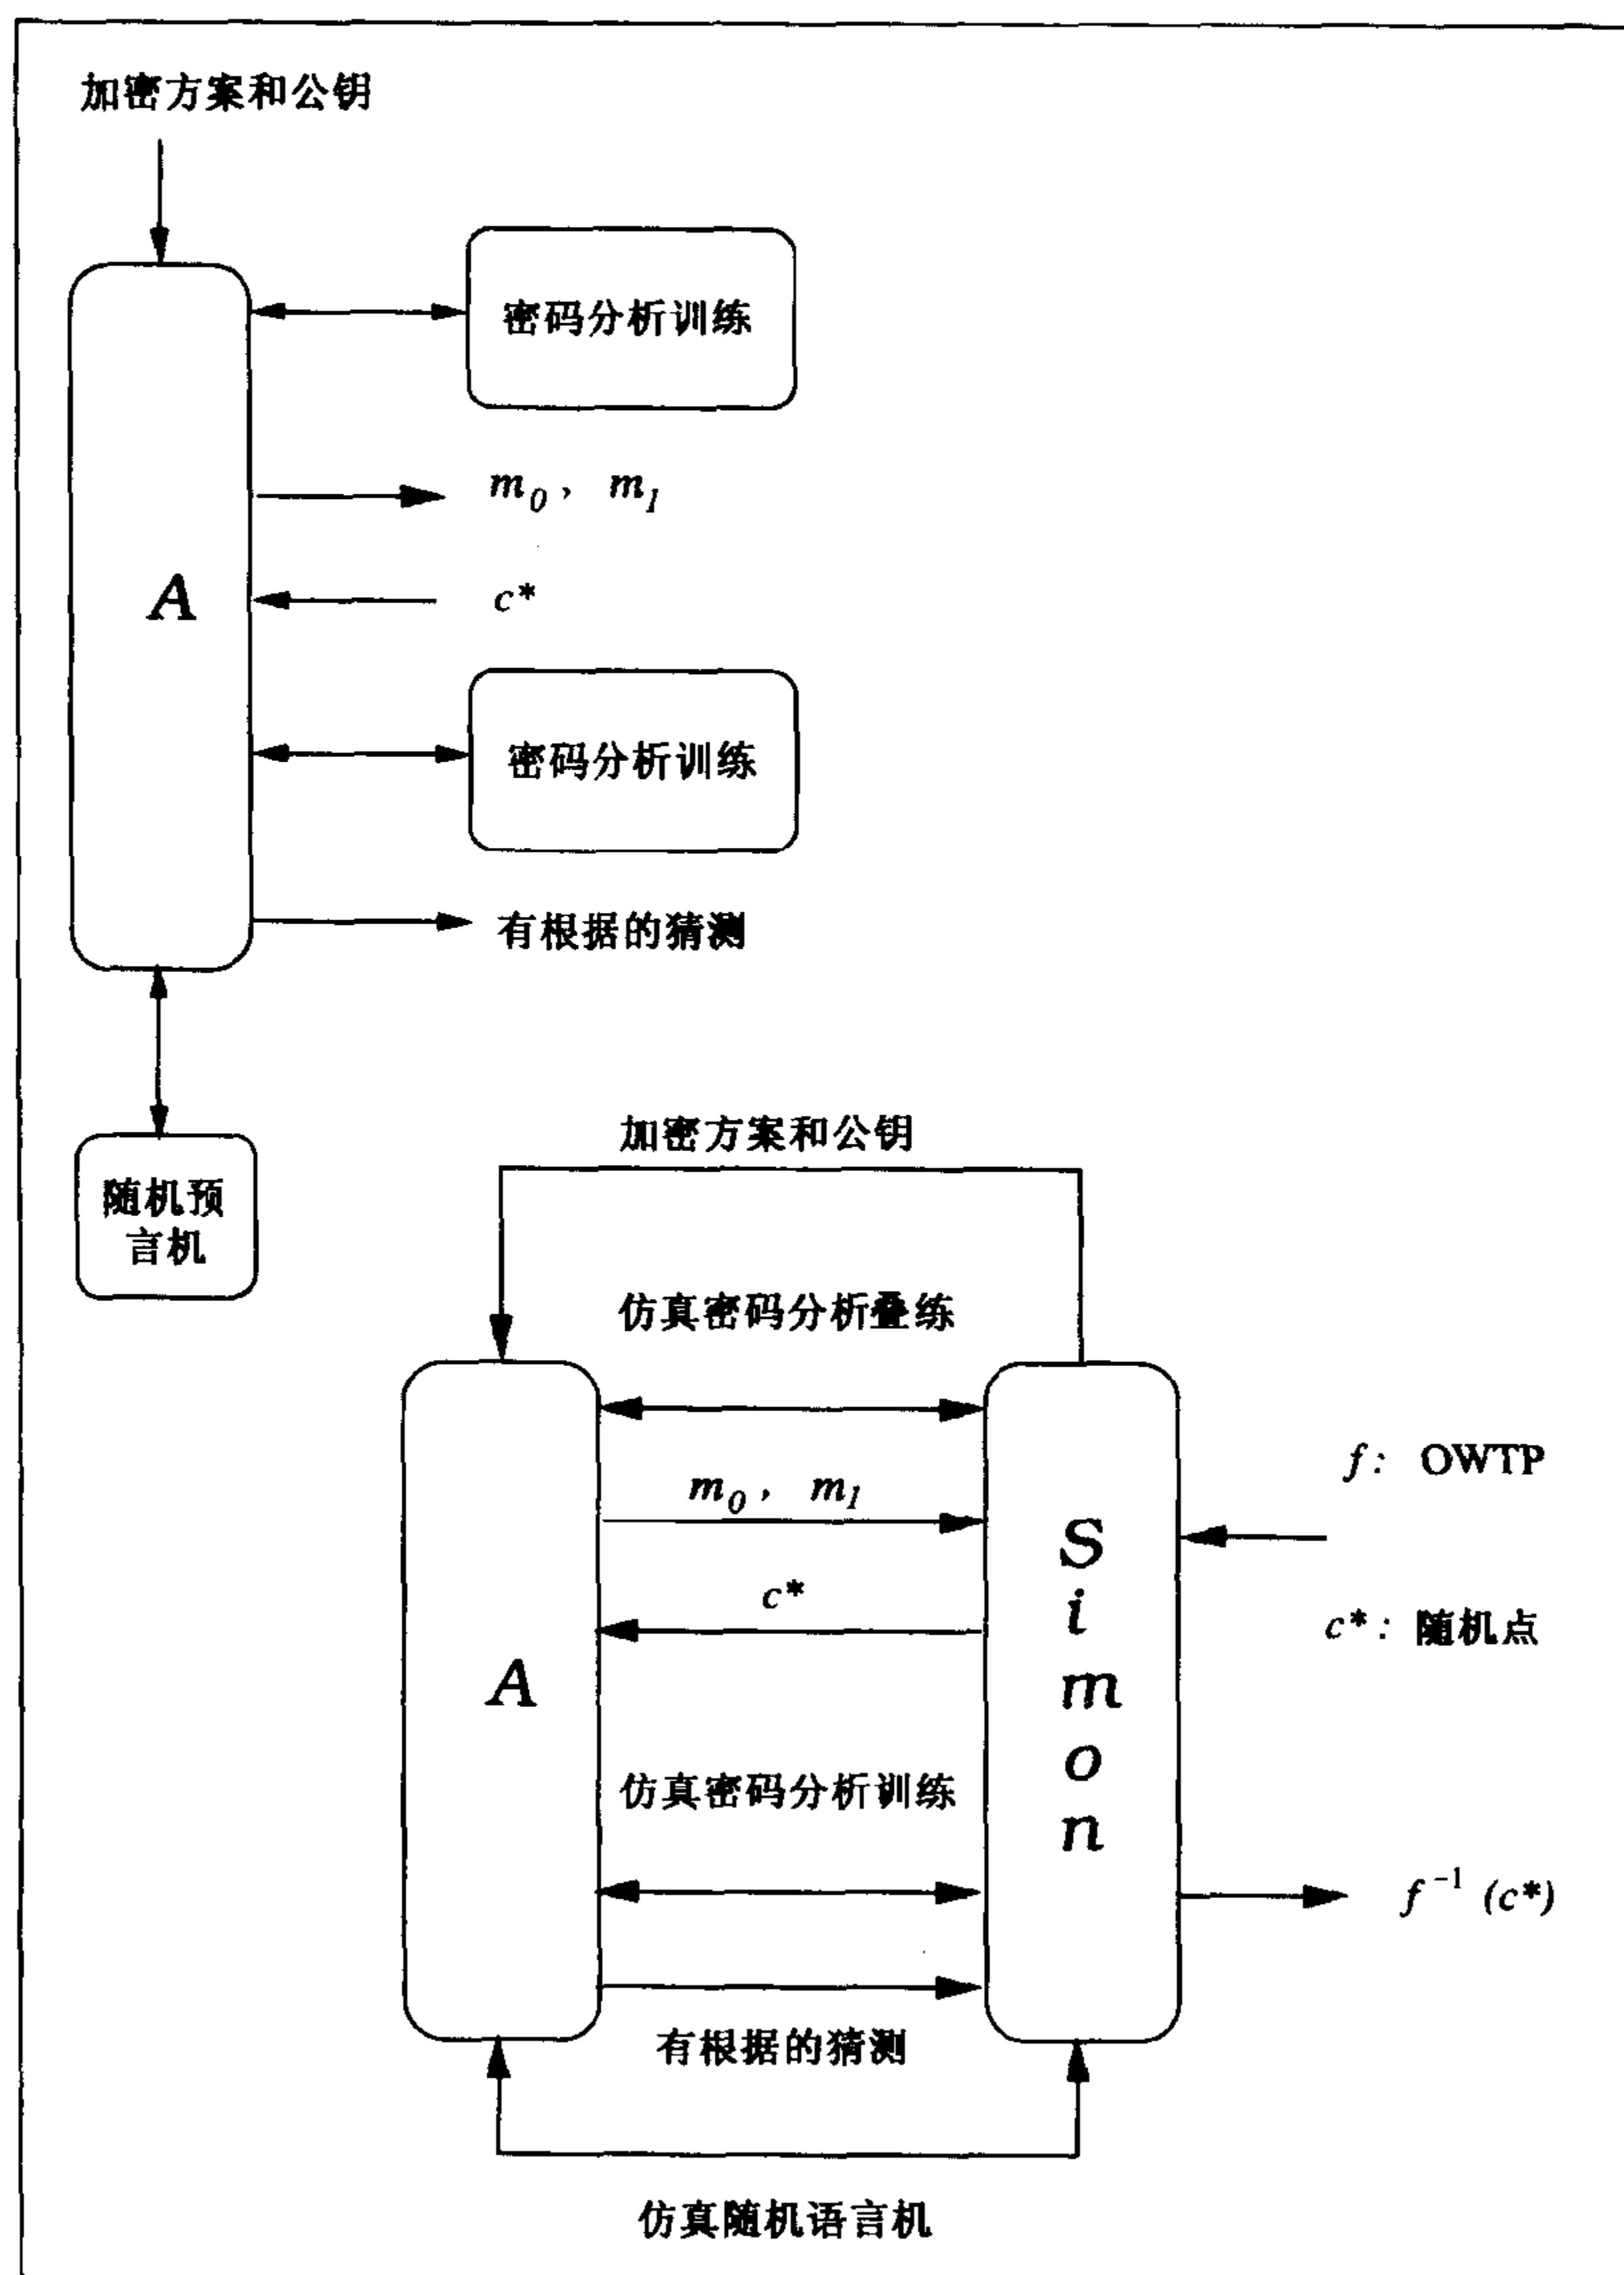 加密方案和公钥
密码分析训练
m0， m1
A
c*
密码分析训练
有根据的猜测
随机预
言机
加密方案和公钥
仿真密码分析叠练
f: OWTP
m0， m1
Simon
c*
c*: 随机点
A
仿真密码分析训练
f⁻¹ (c*)
有根据的猜测
仿真随机语言机